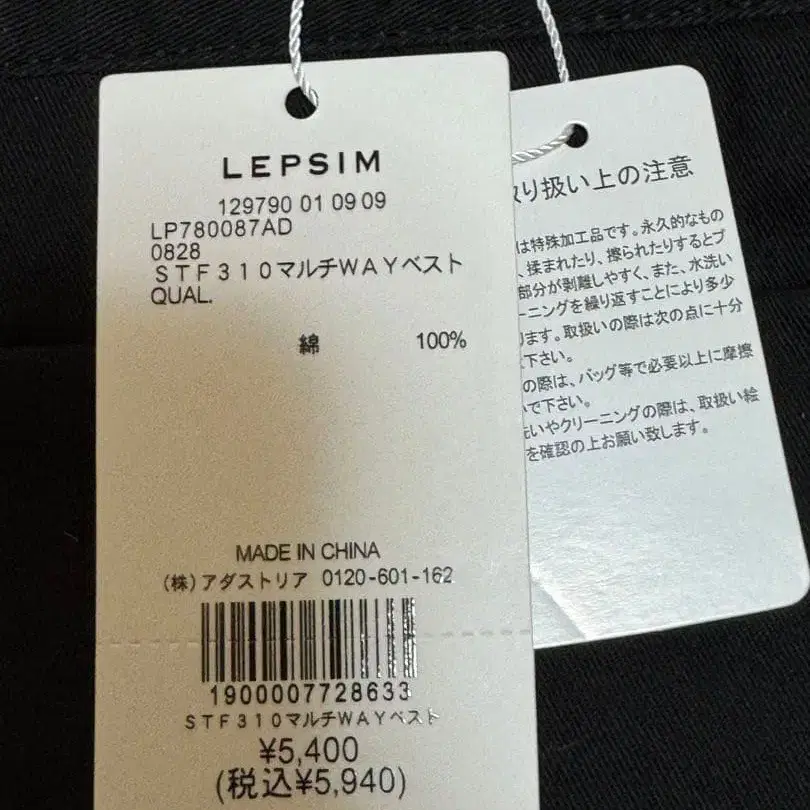 LEPSIM
129790 01 09 09
LP780087AD
0828
ＳＴＦ３１０マルチＷＡＹベスト
QUAL.
綿 100%
MADE IN CHINA
(株)アダストリア 0120-601-162
1900007728633
ＳＴＦ３１０マルチＷＡＹベスト
¥5,400
(税込¥5,940)
り扱い上の注意
は特殊加工品です。永久的なもの
、揉まれたり、擦られたりするとプ
部分が剥離しやすく、また、水洗い
ーニングを繰り返すことにより多少
ります。取扱いの際は次の点に十分
下さい。
の際は、バッグ等で必要以上に摩擦
で下さい。
洗いやクリーニングの際は、取扱い絵
を確認の上お願い致します。